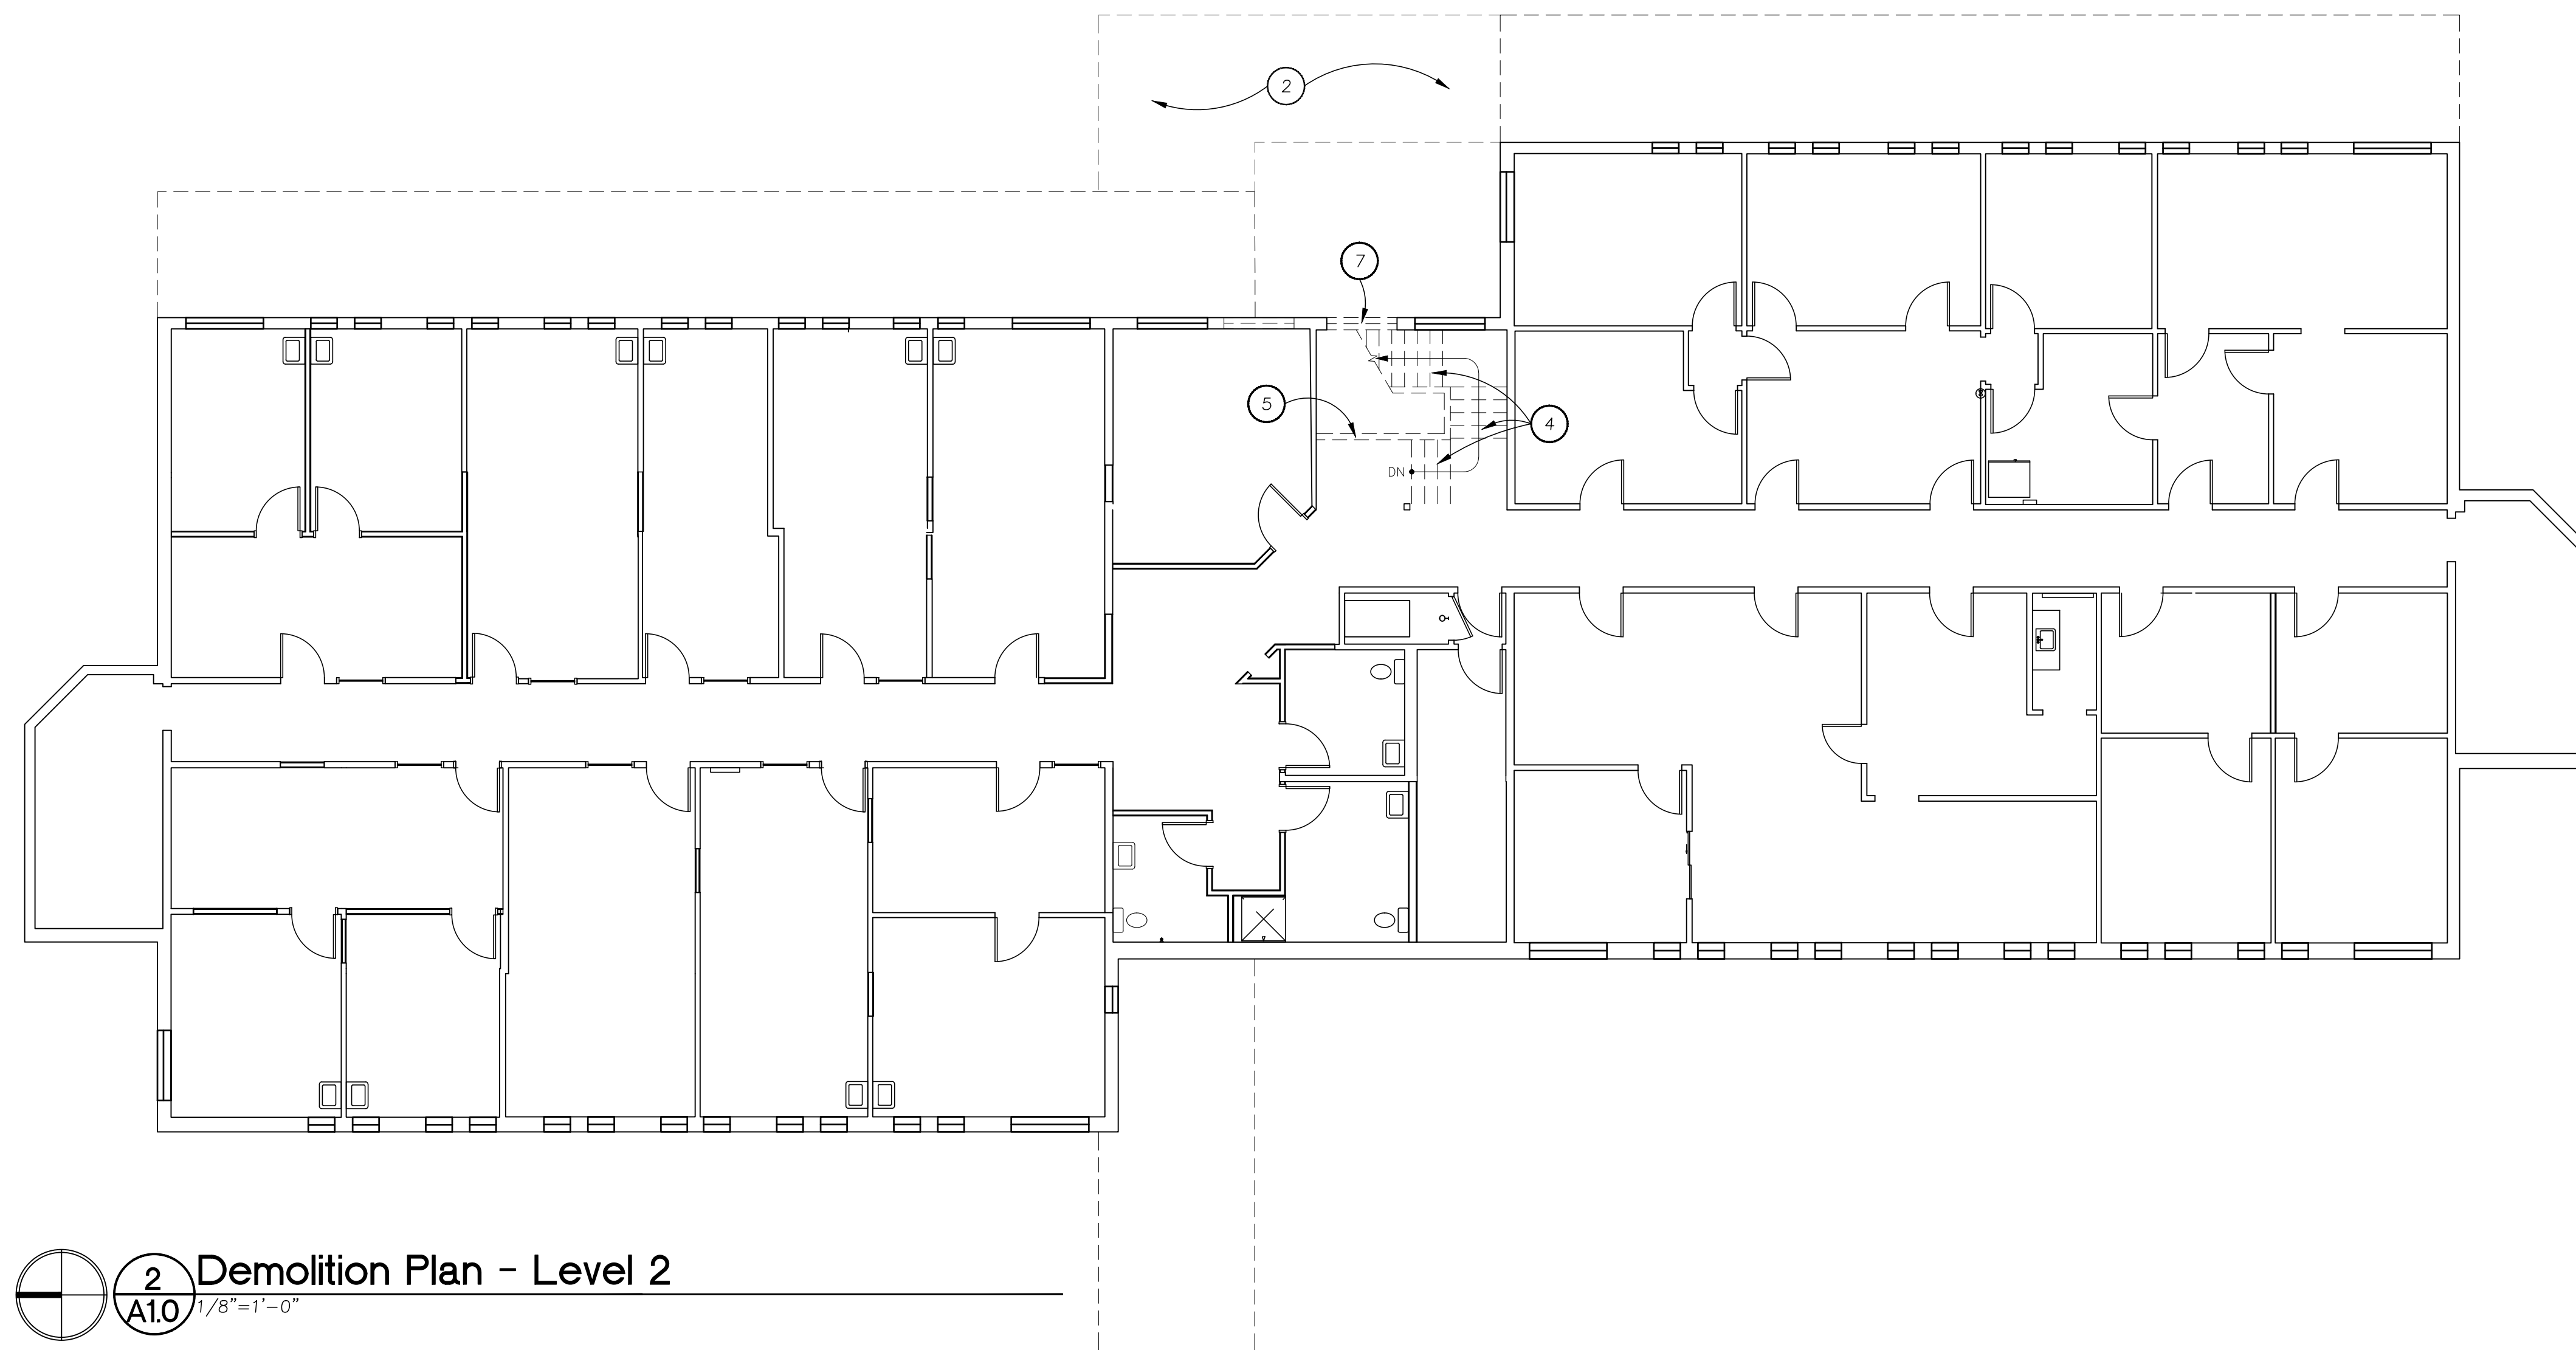 2
7
5
4
DN
2
A1.0
Demolition Plan - Level 2
1/8"=1'-0"